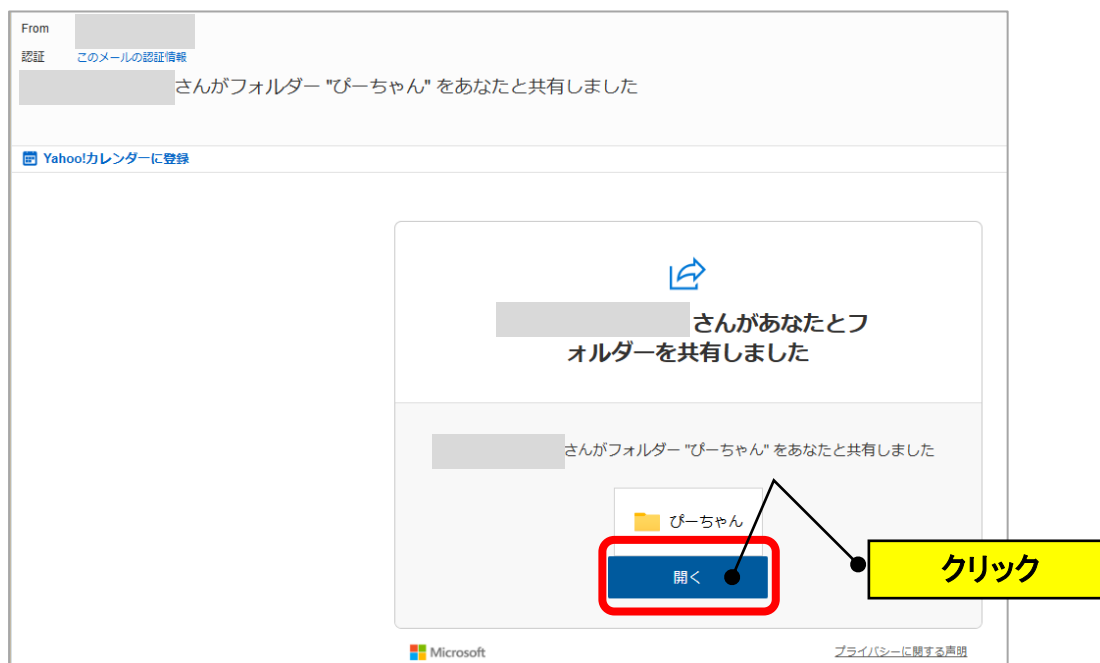 From
認証 このメールの認証情報
さんがフォルダー "ぴーちゃん" をあなたと共有しました
Yahoo!カレンダーに登録
さんがあなたとフ
ォルダーを共有しました
さんがフォルダー "ぴーちゃん" をあなたと共有しました
ぴーちゃん
開く
クリック
Microsoft プライバシーに関する声明